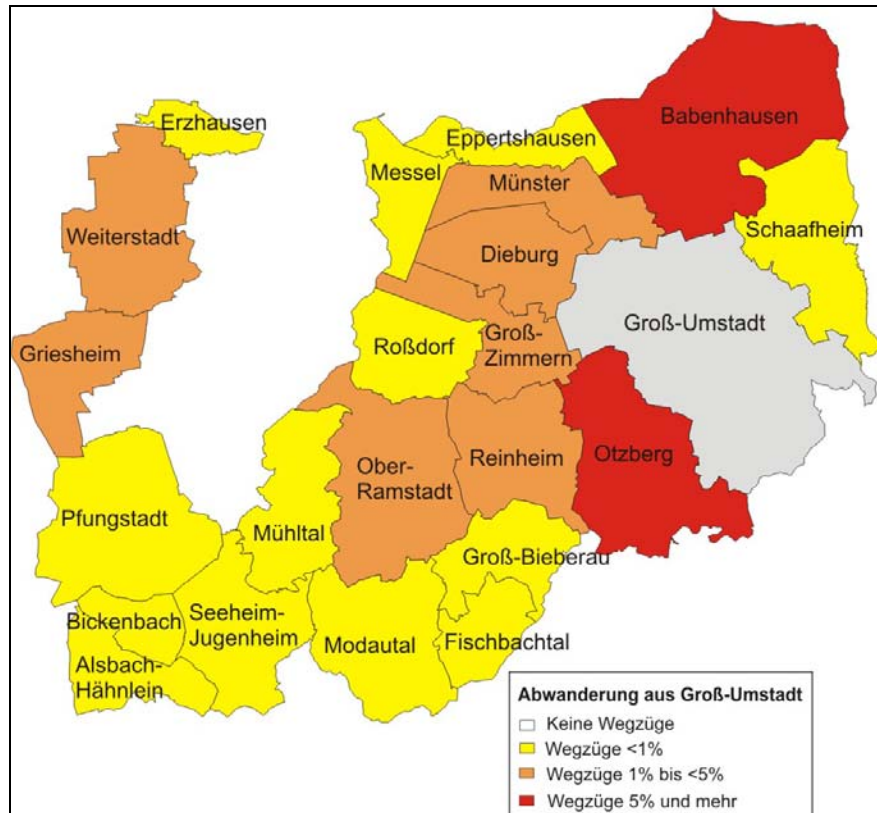 Erzhausen
Babenhausen
Eppertshausen
Messel
Münster
Schaafheim
Weiterstadt
Dieburg
Groß-Umstadt
Griesheim
Roßdorf
Groß-
Zimmern
Ober-
Ramstadt
Reinheim
Otzberg
Pfungstadt
Mühltal
Groß-Bieberau
Bickenbach
Seeheim-
Jugenheim
Modautal
Fischbachtal
Alsbach-
Hähnlein
Abwanderung aus Groß-Umstadt
Keine Wegzüge
Wegzüge <1%
Wegzüge 1% bis <5%
Wegzüge 5% und mehr